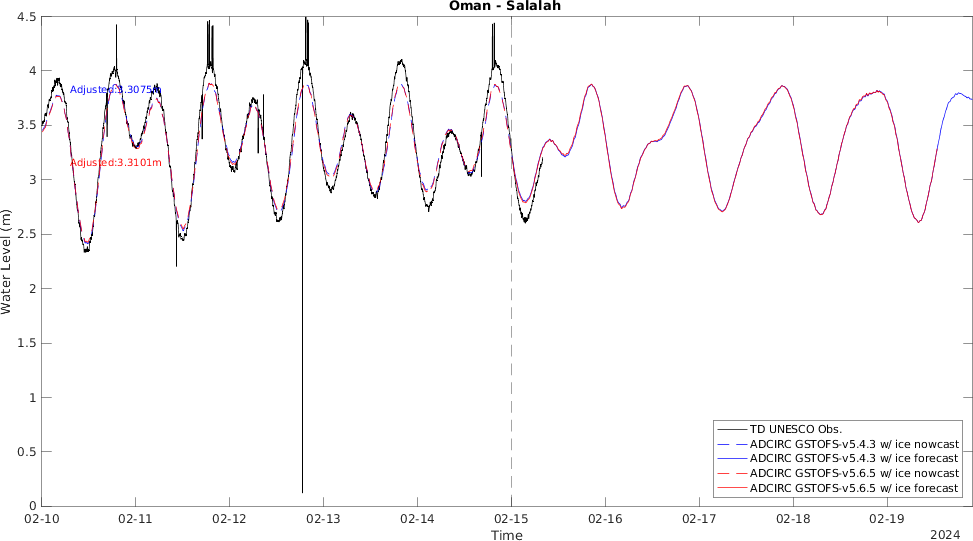 Oman - Salalah
4.5
4
3.5
3
2.5
2
1.5
1
0.5
0
Water Level (m)
Adjusted:3.3075m
Adjusted:3.3101m
TD UNESCO Obs.
ADCIRC GSTOFS-v5.4.3 w/ ice nowcast
ADCIRC GSTOFS-v5.4.3 w/ ice forecast
ADCIRC GSTOFS-v5.6.5 w/ ice nowcast
ADCIRC GSTOFS-v5.6.5 w/ ice forecast
02-10 02-11 02-12 02-13 02-14 02-15 02-16 02-17 02-18 02-19
Time
2024